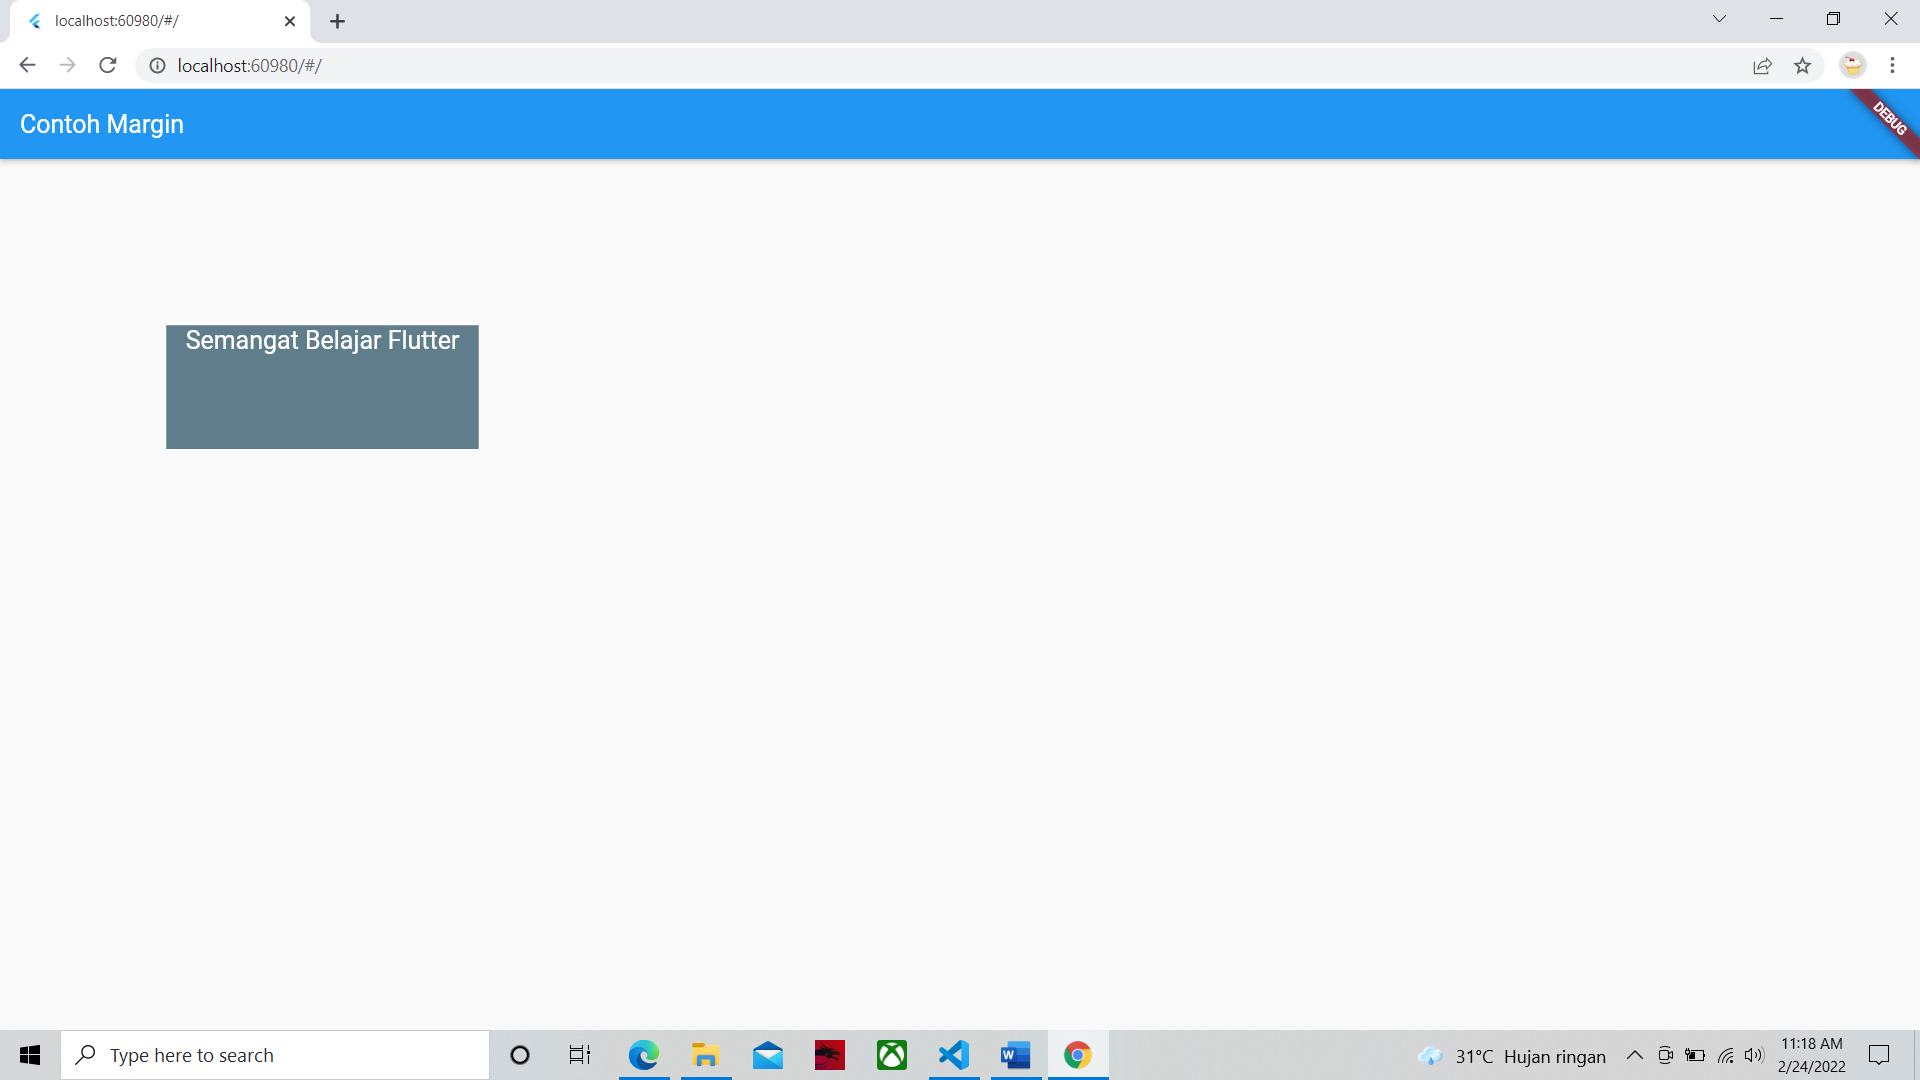 localhost:60980/#/
localhost:60980/#/
Contoh Margin
DEBUG
Semangat Belajar Flutter
Type here to search
W
31°C Hujan ringan
11:18 AM
2/24/2022